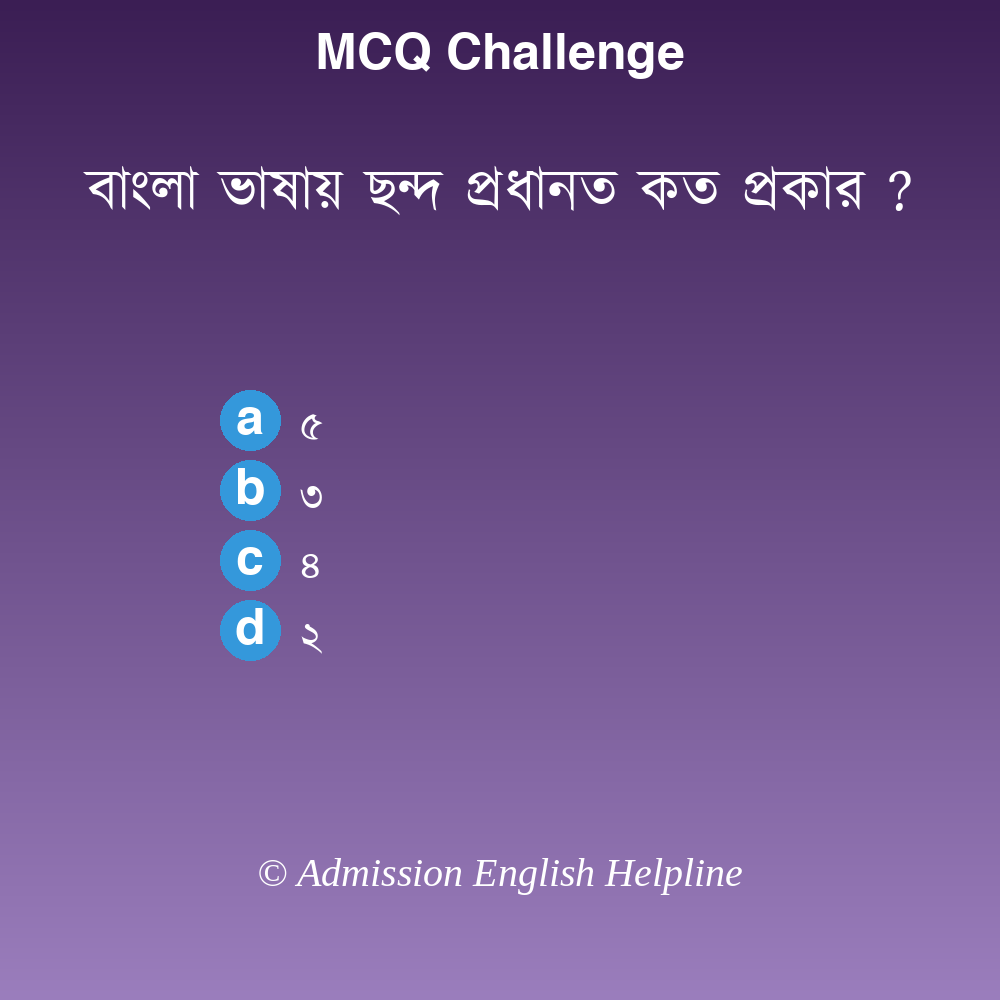 MCQ Challenge
বাংলা ভাষায় ছন্দ প্রধানত কত প্রকার ?
a ৫
b ৩
c ৪
d ২
© Admission English Helpline